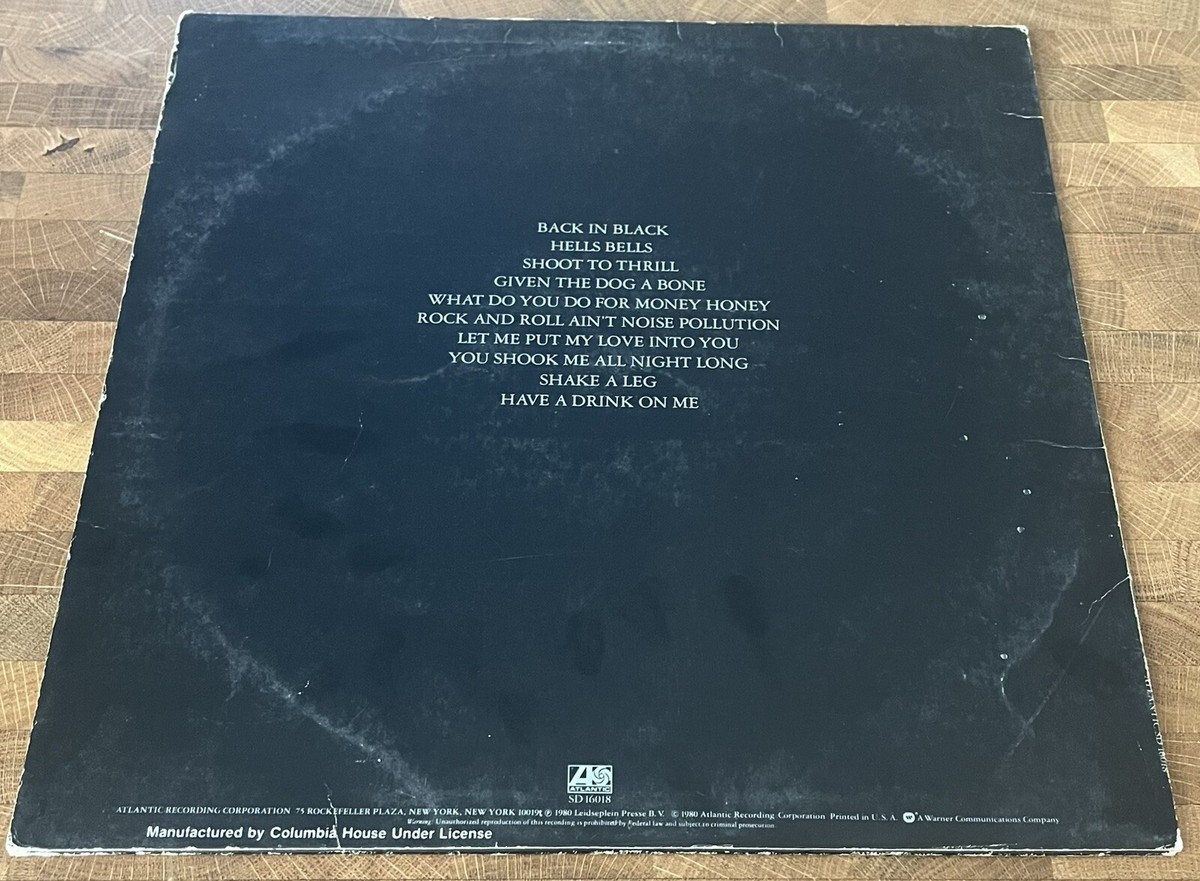 BACK IN BLACK
HELLS BELLS
SHOOT TO THRILL
GIVEN THE DOG A BONE
WHAT DO YOU DO FOR MONEY HONEY
ROCK AND ROLL AIN'T NOISE POLLUTION
LET ME PUT MY LOVE INTO YOU
YOU SHOOK ME ALL NIGHT LONG
SHAKE A LEG
HAVE A DRINK ON ME
ATLANTIC
SD 16018
ATLANTIC RECORDING CORPORATION 75 ROCKEFELLER PLAZA, NEW YORK, NEW YORK 10019 ℗ 1980 Leidseplein Presse B.V. © 1980 Atlantic Recording Corporation Printed in U.S.A. A Warner Communications Company
Warning: Unauthorized reproduction of this recording is prohibited by Federal law and subject to criminal prosecution.
Manufactured by Columbia House Under License
ATLANTIC SD 16018